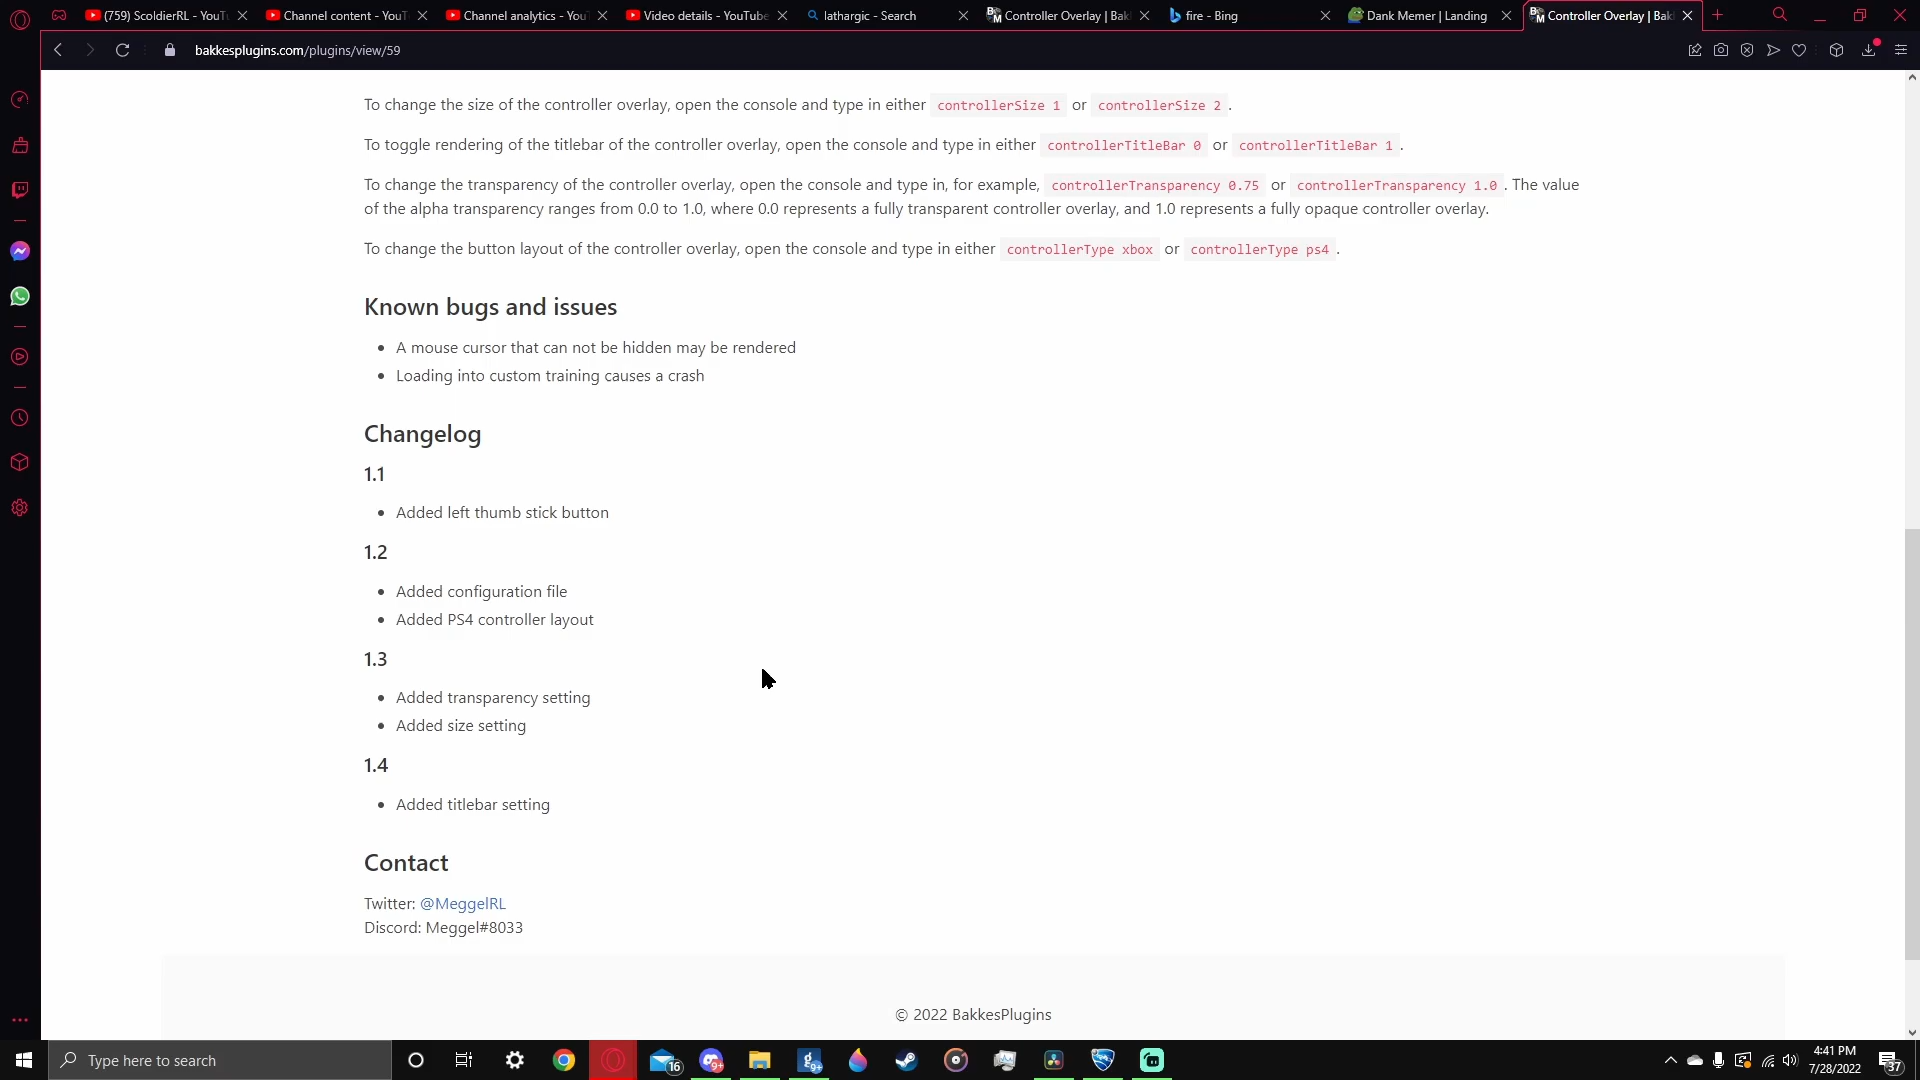 (759) ScoldierRL - YouTu
Channel content - YouT
Channel analytics - You
Video details - YouTube
lathargic - Search
Controller Overlay | Bak
fire - Bing
Dank Memer | Landing
Controller Overlay | Bak
bakkesplugins.com/plugins/view/59
To change the size of the controller overlay, open the console and type in either controllerSize 1 or controllerSize 2 .
To toggle rendering of the titlebar of the controller overlay, open the console and type in either controllerTitleBar 0 or controllerTitleBar 1 .
To change the transparency of the controller overlay, open the console and type in, for example, controllerTransparency 0.75 or controllerTransparency 1.0 . The value
of the alpha transparency ranges from 0.0 to 1.0, where 0.0 represents a fully transparent controller overlay, and 1.0 represents a fully opaque controller overlay.
To change the button layout of the controller overlay, open the console and type in either controllerType xbox or controllerType ps4 .
Known bugs and issues
• A mouse cursor that can not be hidden may be rendered
• Loading into custom training causes a crash
Changelog
1.1
• Added left thumb stick button
1.2
• Added configuration file
• Added PS4 controller layout
1.3
• Added transparency setting
• Added size setting
1.4
• Added titlebar setting
Contact
Twitter: @MeggelRL
Discord: Meggel#8033
© 2022 BakkesPlugins
Type here to search
16
9+
9+
4:41 PM
7/28/2022
37